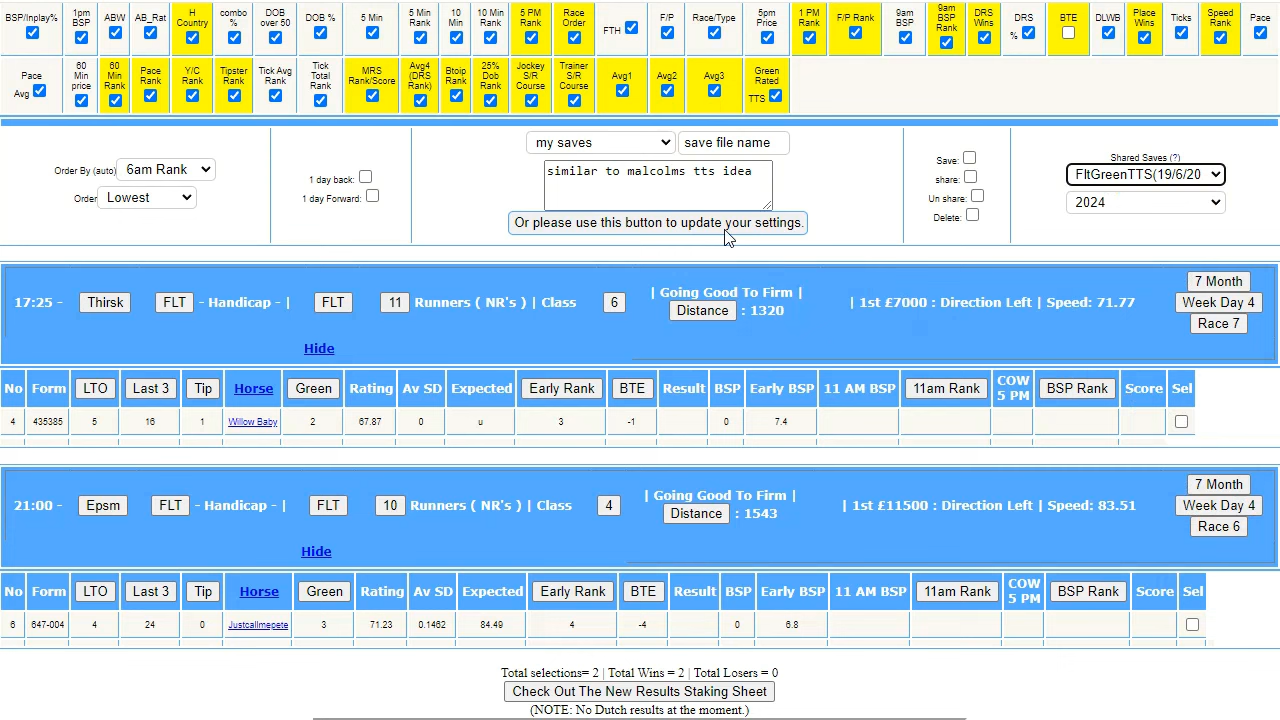 BSP/Inplay% 1pm BSP ABW AB_Rat H Country combo % DOB over 50 DOB % 5 Min 5 Min Rank 10 Min 10 Min Rank 5 PM Rank Race Order FTH F/P Race/Type 5pm Price 1 PM Rank F/P Rank 9am BSP 9am BSP Rank DRS Wins DRS % BTE DLWB Place Wins Ticks Speed Rank Pace
Pace Avg 60 Min price 60 Min Rank Pace Rank Y/C Rank Tipster Rank Tick Avg Rank Tick Total Rank MRS Rank/Score Avg4 (DRS Rank) Btoip Rank 25% Dob Rank Jockey S/R Course Trainer S/R Course Avg1 Avg2 Avg3 Green Rated TTS
Order By (auto) 6am Rank
Order Lowest
1 day back:
1 day Forward:
my saves save file name
similar to malcolms tts idea
Or please use this button to update your settings.
Save:
share:
Un share:
Delete:
Shared Saves (?)
FltGreenTTS(19/6/20
2024
17:25 - Thirsk FLT - Handicap - | FLT 11 Runners ( NR's ) | Class 6 | Going Good To Firm | Distance : 1320 | 1st £7000 : Direction Left | Speed: 71.77 7 Month Week Day 4 Race 7
Hide
No Form LTO Last 3 Tip Horse Green Rating Av SD Expected Early Rank BTE Result BSP Early BSP 11 AM BSP 11am Rank COW 5 PM BSP Rank Score Sel
4 435385 5 16 1 Willow Baby 2 67.87 0 u 3 -1 0 7.4
21:00 - Epsm FLT - Handicap - | FLT 10 Runners ( NR's ) | Class 4 | Going Good To Firm | Distance : 1543 | 1st £11500 : Direction Left | Speed: 83.51 7 Month Week Day 4 Race 6
Hide
No Form LTO Last 3 Tip Horse Green Rating Av SD Expected Early Rank BTE Result BSP Early BSP 11 AM BSP 11am Rank COW 5 PM BSP Rank Score Sel
6 647-004 4 24 0 Justcallmepete 3 71.23 0.1462 84.49 4 -4 0 6.8
Total selections= 2 | Total Wins = 2 | Total Losers = 0
Check Out The New Results Staking Sheet
(NOTE: No Dutch results at the moment.)